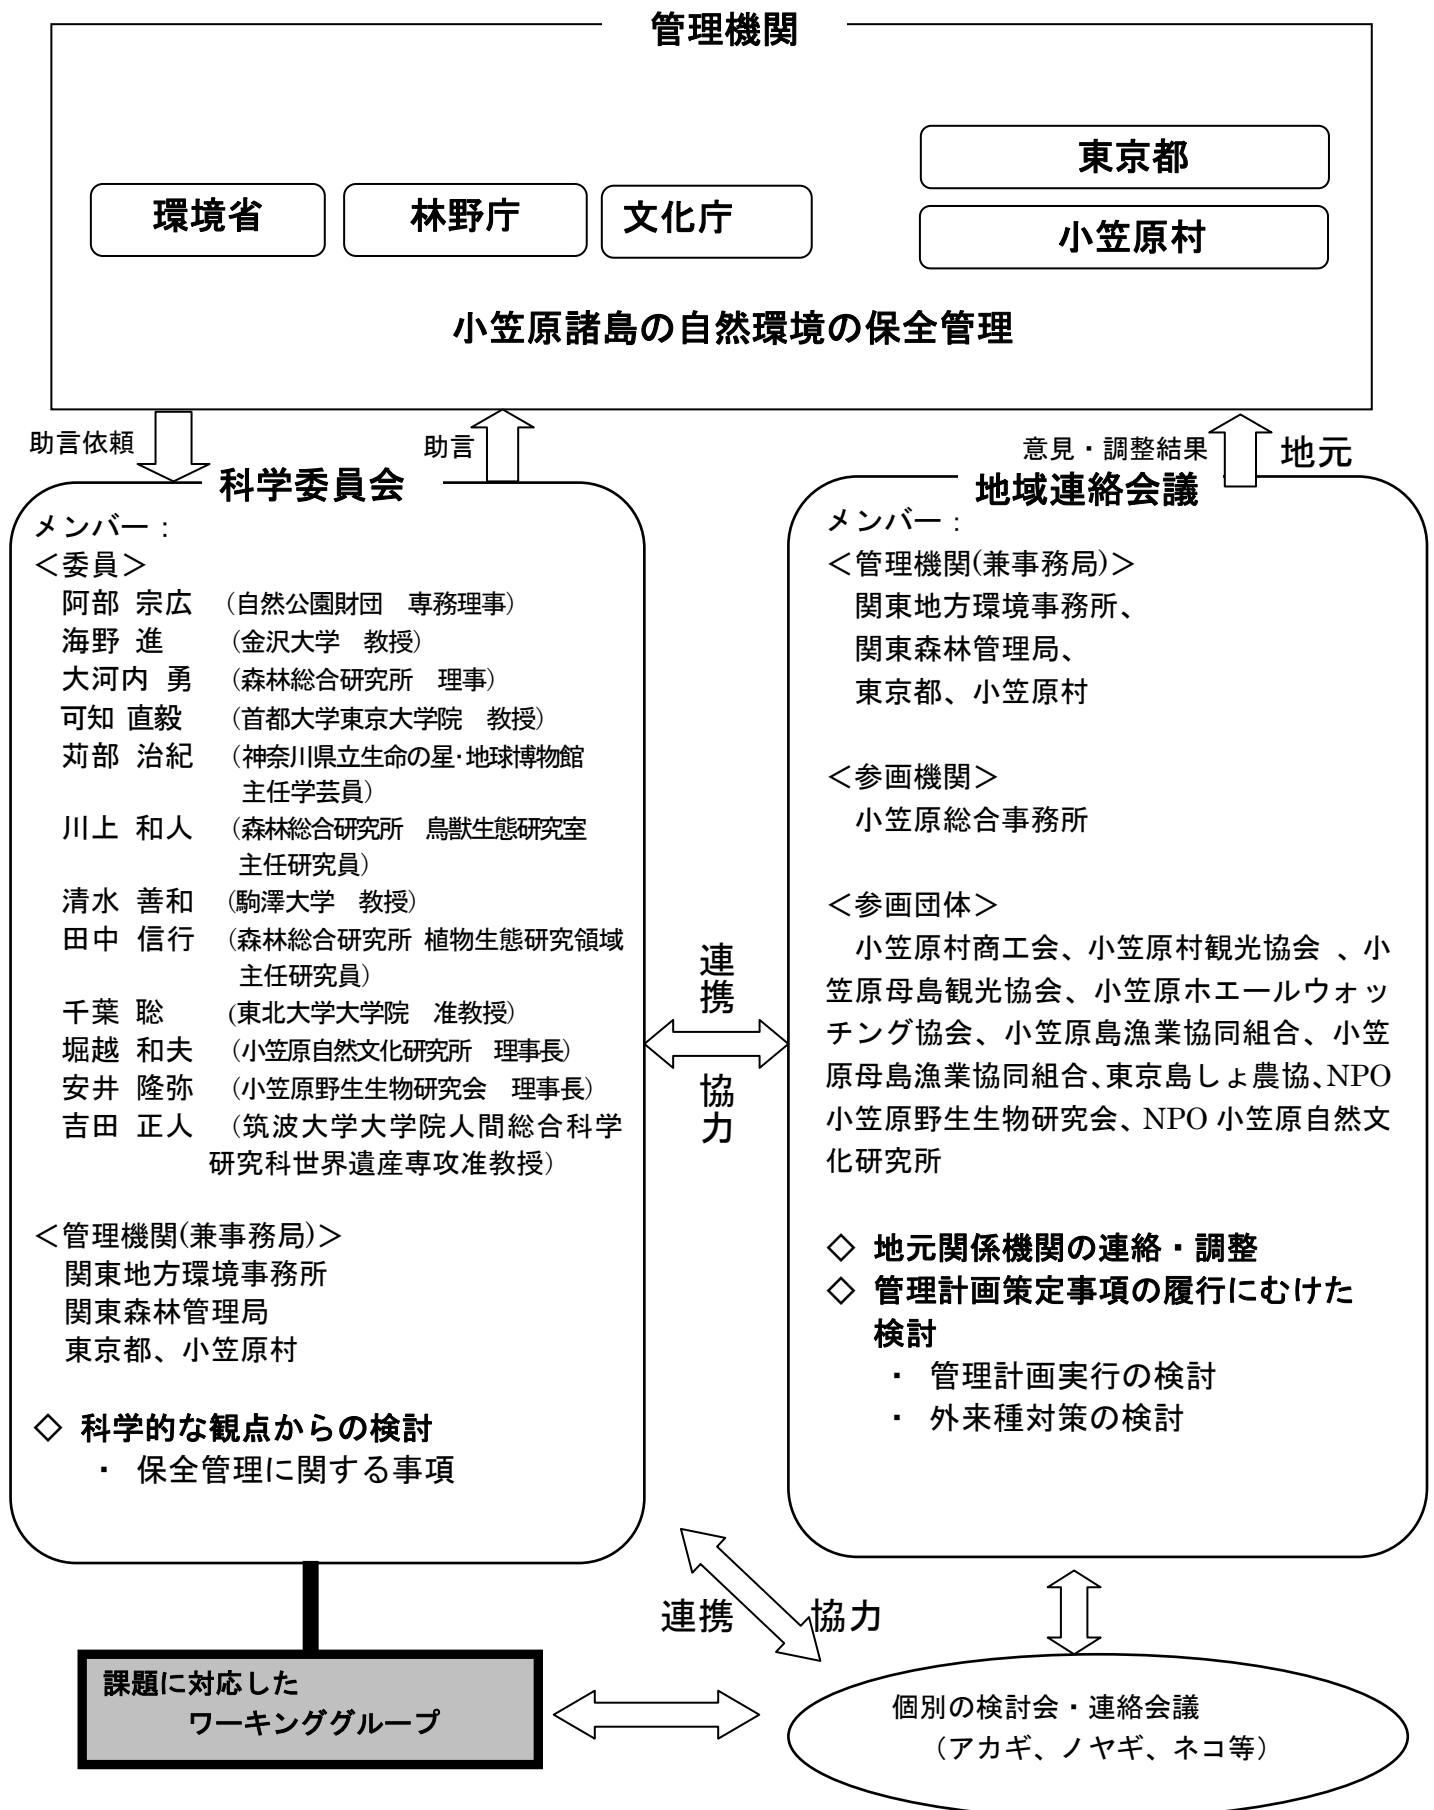 管理機関
東京都
環境省
林野庁
文化庁
小笠原村
小笠原諸島の自然環境の保全管理
助言依頼
助言
意見・調整結果
地元
科学委員会
メンバー：
＜委員＞
阿部 宗広 （自然公園財団 専務理事）
海野 進 （金沢大学 教授）
大河内 勇 （森林総合研究所 理事）
可知 直毅 （首都大学東京大学院 教授）
苅部 治紀 （神奈川県立生命の星・地球博物館
主任学芸員）
川上 和人 （森林総合研究所 鳥獣生態研究室
主任研究員）
清水 善和 （駒澤大学 教授）
田中 信行 （森林総合研究所 植物生態研究領域
主任研究員）
千葉 聡 （東北大学大学院 准教授）
堀越 和夫 （小笠原自然文化研究所 理事長）
安井 隆弥 （小笠原野生生物研究会 理事長）
吉田 正人 （筑波大学大学院人間総合科学
研究科世界遺産専攻准教授）
＜管理機関(兼事務局)＞
関東地方環境事務所
関東森林管理局
東京都、小笠原村
◇ 科学的な観点からの検討
・ 保全管理に関する事項
連携
協力
地域連絡会議
メンバー：
＜管理機関(兼事務局)＞
関東地方環境事務所、
関東森林管理局、
東京都、小笠原村
＜参画機関＞
小笠原総合事務所
＜参画団体＞
小笠原村商工会、小笠原村観光協会 、小
笠原母島観光協会、小笠原ホエールウォッ
チング協会、小笠原島漁業協同組合、小笠
原母島漁業協同組合、東京島しょ農協、NPO
小笠原野生生物研究会、NPO 小笠原自然文
化研究所
◇ 地元関係機関の連絡・調整
◇ 管理計画策定事項の履行にむけた
検討
・ 管理計画実行の検討
・ 外来種対策の検討
連携 協力
課題に対応した
ワーキンググループ
個別の検討会・連絡会議
（アカギ、ノヤギ、ネコ等）